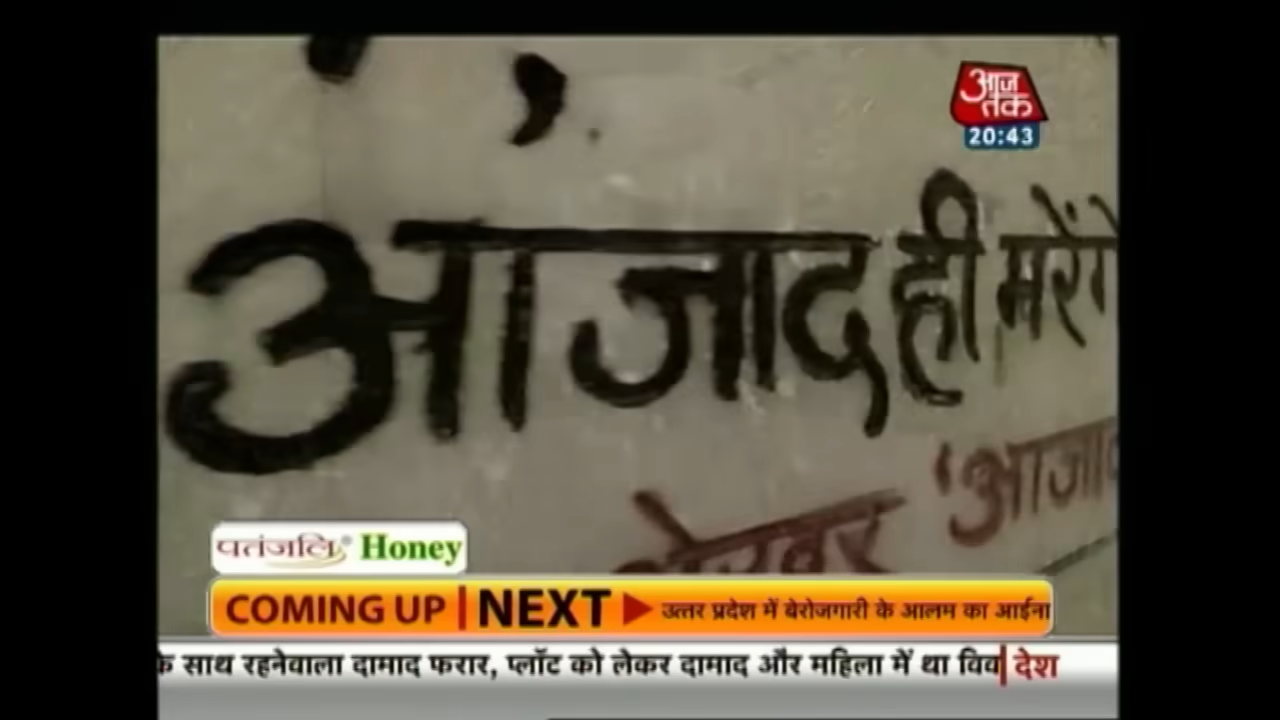 आज
तक
20:43
आजाद ही मरेंगे
'आजाद
पतंजलि® Honey
COMING UP | NEXT ▶ उत्तर प्रदेश में बेरोजगारी के आलम का आईना
के साथ रहनेवाला दामाद फरार, प्लॉट को लेकर दामाद और महिला में था विव | देश